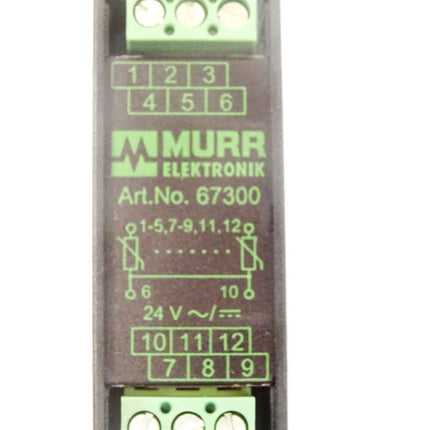 1 2 3
4 5 6
MURR
ELEKTRONIK
Art.No. 67300
1-5,7-9,11,12
6 10
24 V ~/⎓
10 11 12
7 8 9